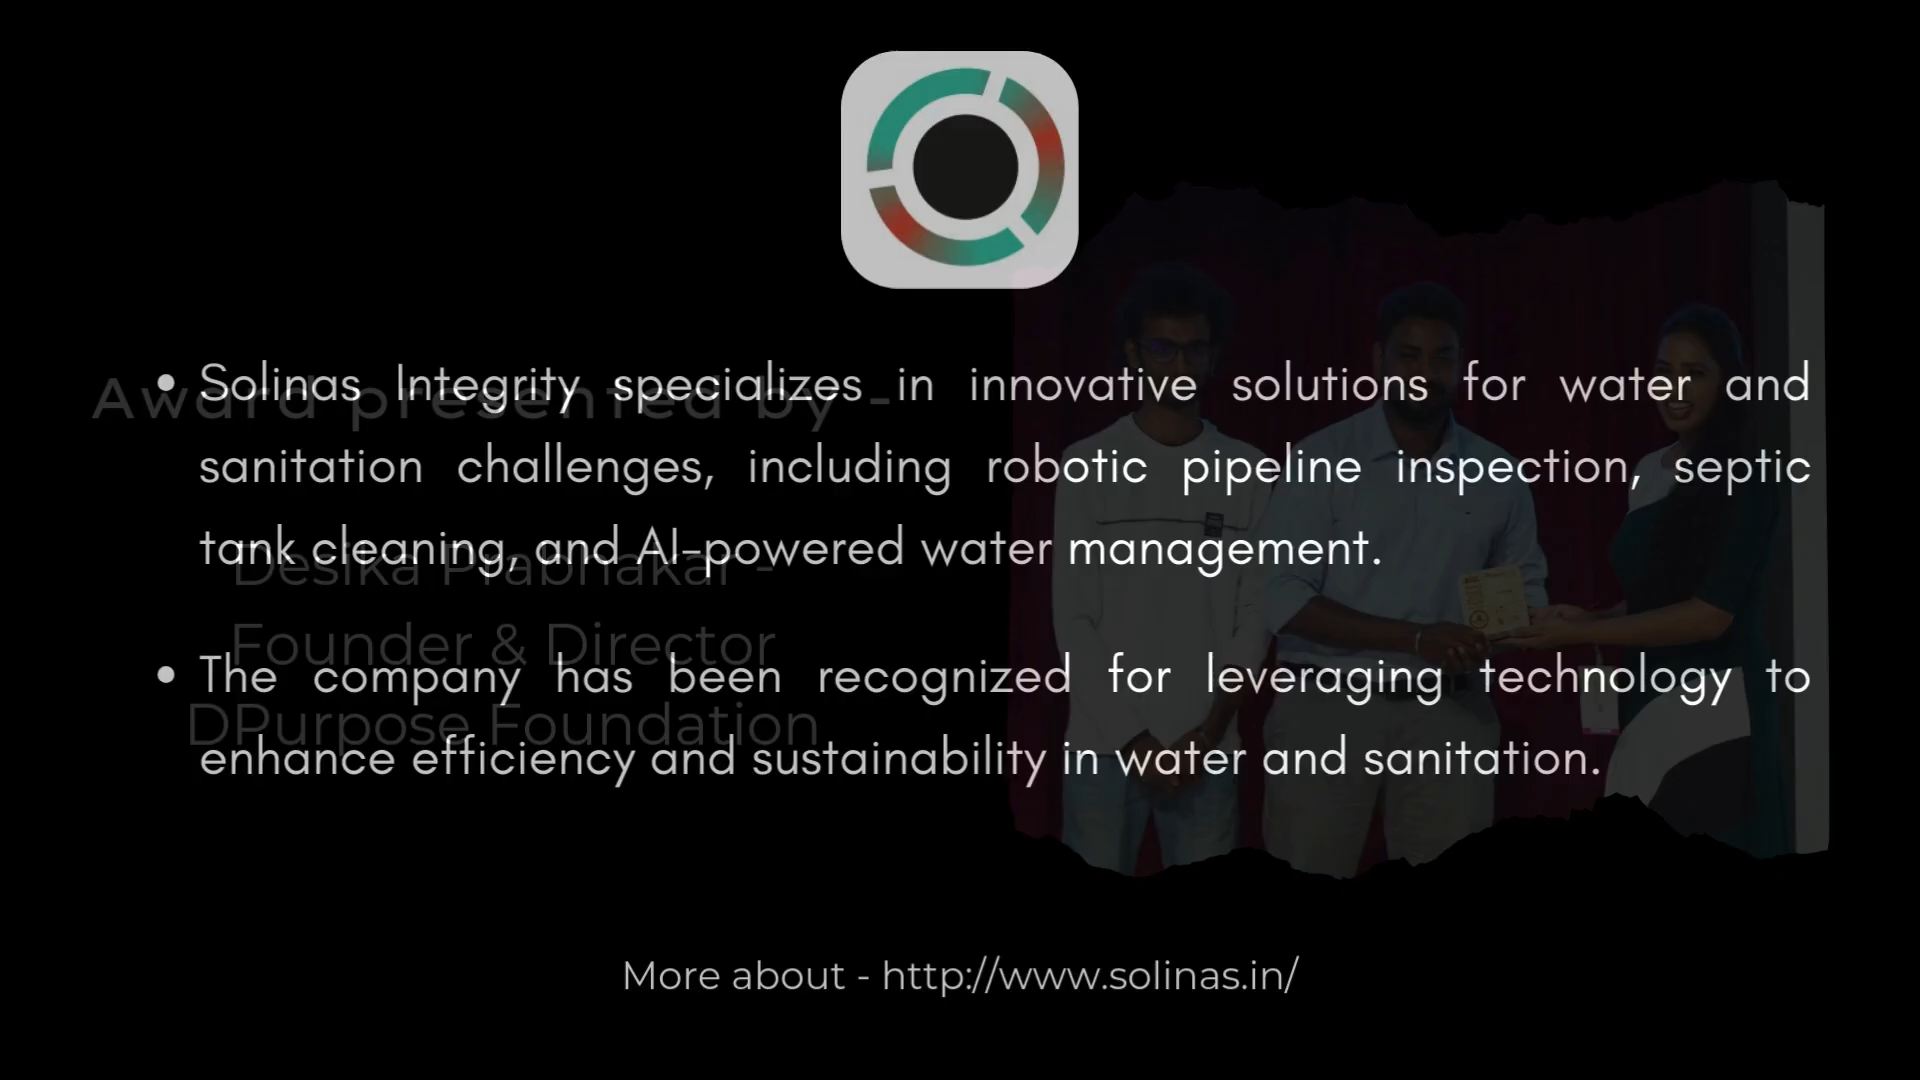 • Solinas Integrity specializes in innovative solutions for water and
sanitation challenges, including robotic pipeline inspection, septic
tank cleaning, and AI-powered water management.
• The company has been recognized for leveraging technology to
enhance efficiency and sustainability in water and sanitation.
Award presented by -
Desika Prabhakar -
Founder & Director
DPurpose Foundation
More about - http://www.solinas.in/